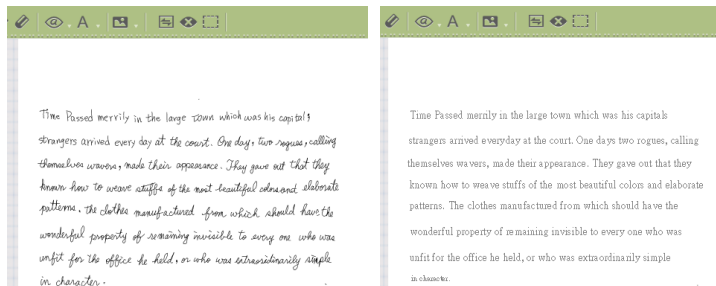 Time Passed merrily in the large town which was his capital;
strangers arrived every day at the court. One day, two rogues, calling
themselves wavers, made their appearance. They gave out that they
known how to weave stuffs of the most beautiful colors and elaborate
patterns. the clothes manufactured from which should have the
wonderful property of remaining invisible to every one who was
unfit for the office he held, or who was extraordinarily simple
in character.
Time Passed merrily in the large town which was his capitals
strangers arrived everyday at the court. One days two rogues, calling
themselves wavers, made their appearance. They gave out that they
known how to weave stuffs of the most beautiful colors and elaborate
patterns. The clothes manufactured from which should have the
wonderful property of remaining invisible to every one who was
unfit for the office he held, or who was extraordinarily simple
in character.